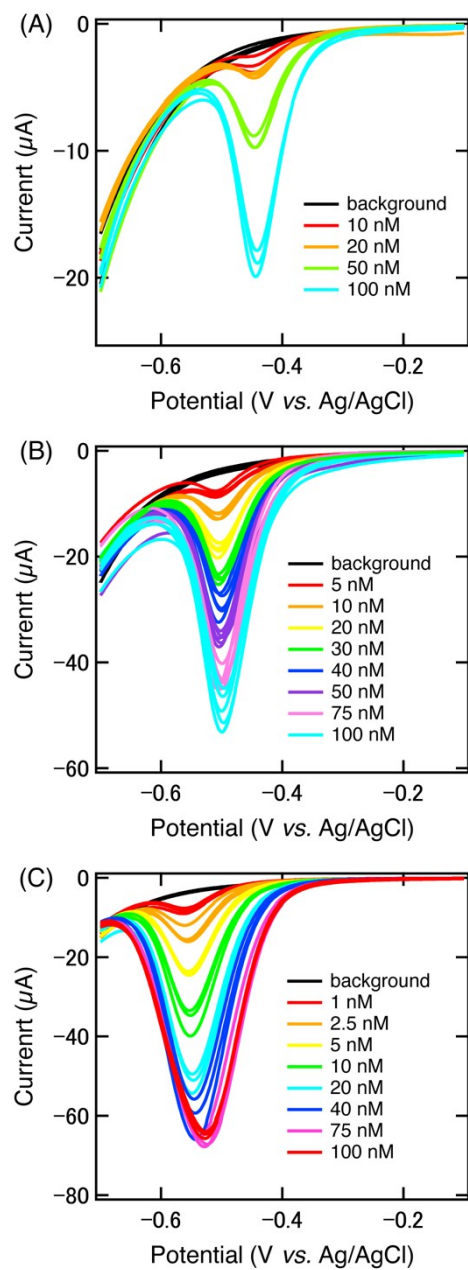 (A)
0
−10
−20
Currenrt (µA)
background
10 nM
20 nM
50 nM
100 nM
−0.6
−0.4
−0.2
Potential (V vs. Ag/AgCl)
(B)
0
−20
−40
−60
Currenrt (µA)
background
5 nM
10 nM
20 nM
30 nM
40 nM
50 nM
75 nM
100 nM
−0.6
−0.4
−0.2
Potential (V vs. Ag/AgCl)
(C)
0
−20
−40
−60
−80
Currenrt (µA)
background
1 nM
2.5 nM
5 nM
10 nM
20 nM
40 nM
75 nM
100 nM
−0.6
−0.4
−0.2
Potential (V vs. Ag/AgCl)